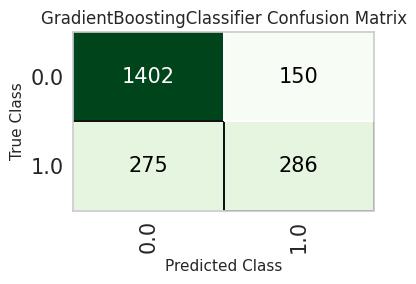 GradientBoostingClassifier Confusion Matrix
True Class
0.0
1402
150
1.0
275
286
0.0
1.0
Predicted Class